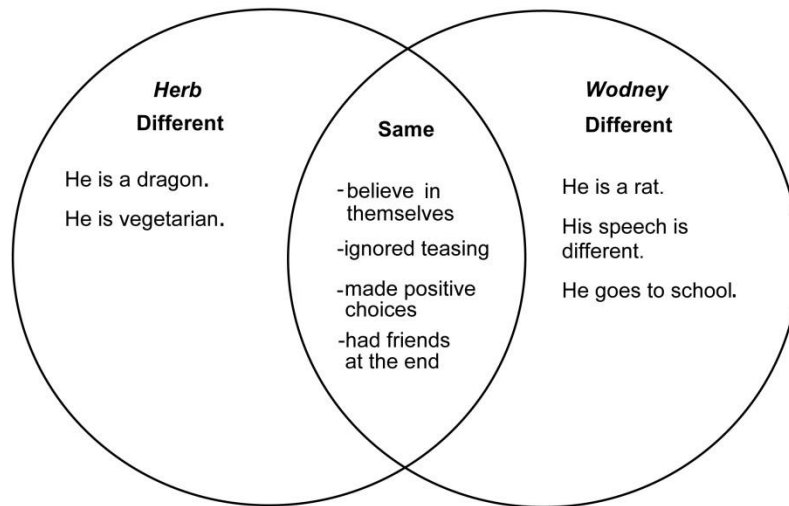 Herb
Different
He is a dragon.
He is vegetarian.
Same
-believe in
themselves
-ignored teasing
-made positive
choices
-had friends
at the end
Wodney
Different
He is a rat.
His speech is
different.
He goes to school.